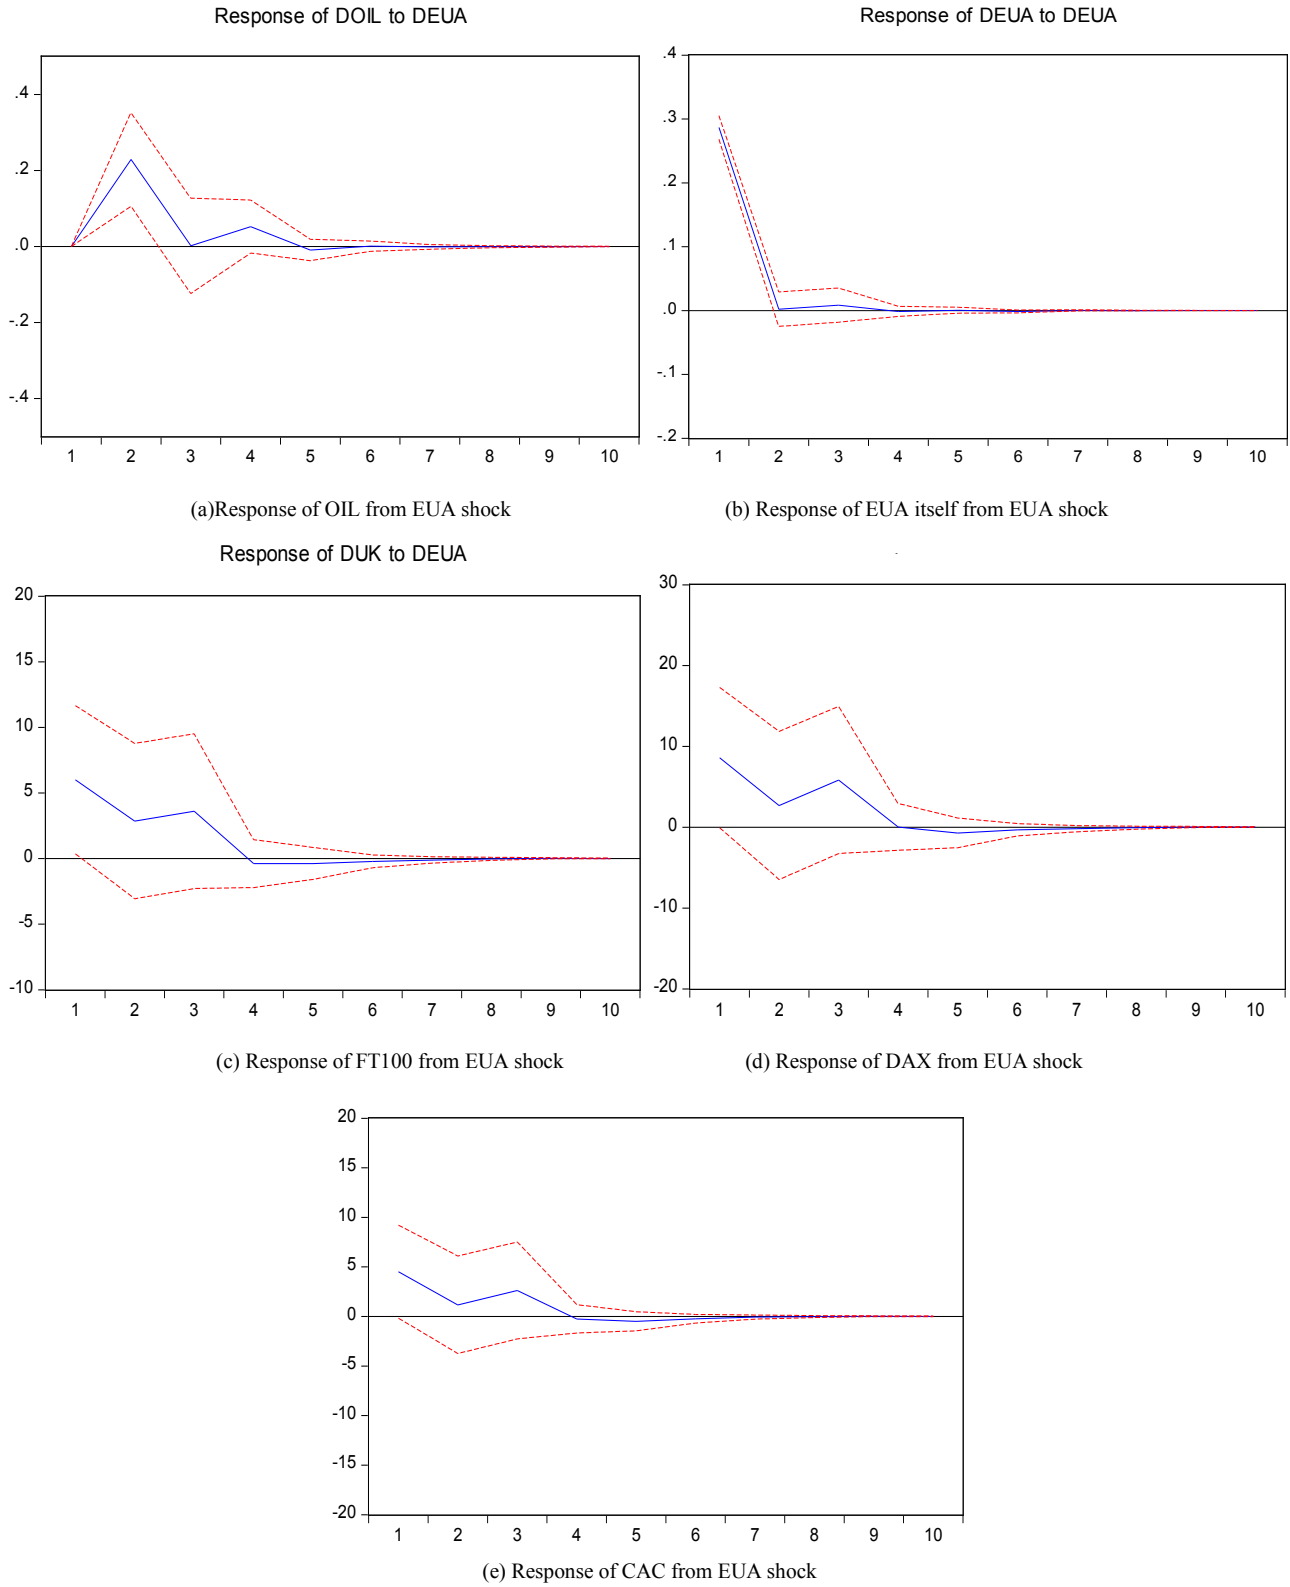 Response of DOIL to DEUA
.4
.2
.0
-.2
-.4
1 2 3 4 5 6 7 8 9 10
(a)Response of OIL from EUA shock
Response of DEUA to DEUA
.4
.3
.2
.1
.0
-.1
-.2
1 2 3 4 5 6 7 8 9 10
(b) Response of EUA itself from EUA shock
Response of DUK to DEUA
20
15
10
5
0
-5
-10
1 2 3 4 5 6 7 8 9 10
(c) Response of FT100 from EUA shock
30
20
10
0
-10
-20
1 2 3 4 5 6 7 8 9 10
(d) Response of DAX from EUA shock
20
15
10
5
0
-5
-10
-15
-20
1 2 3 4 5 6 7 8 9 10
(e) Response of CAC from EUA shock